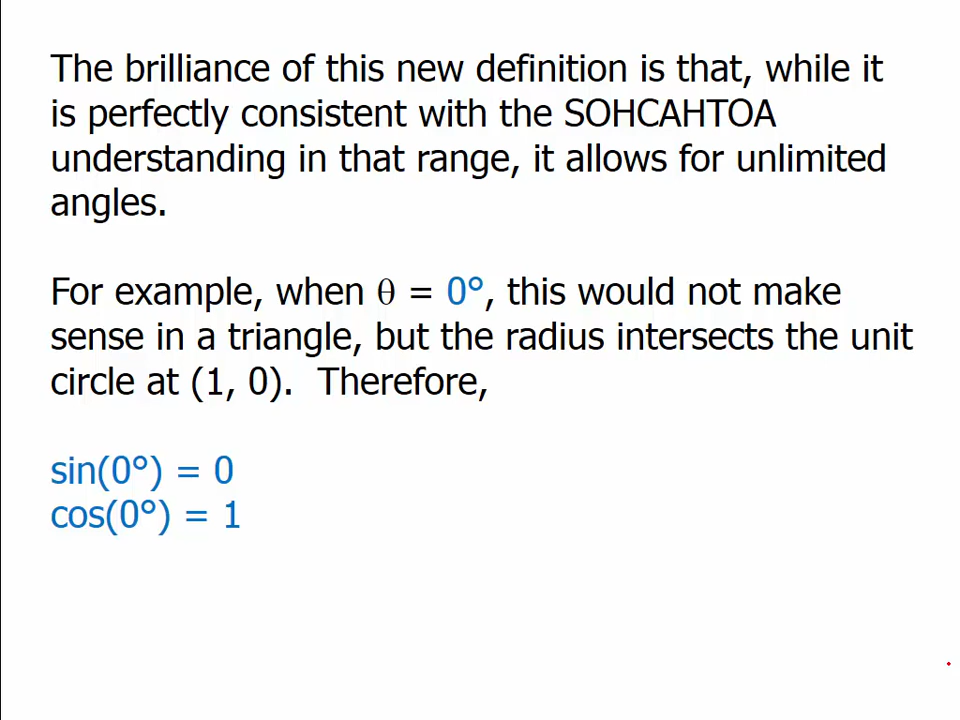 The brilliance of this new definition is that, while it
is perfectly consistent with the SOHCAHTOA
understanding in that range, it allows for unlimited
angles.
For example, when θ = 0°, this would not make
sense in a triangle, but the radius intersects the unit
circle at (1, 0).  Therefore,
sin(0°) = 0
cos(0°) = 1